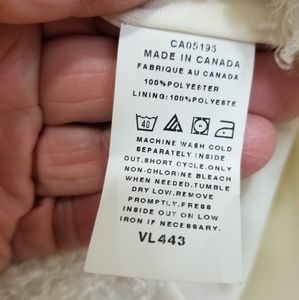 CA05195
MADE IN CANADA
FABRIQUE AU CANADA
100%POLYESTER
LINING:100%POLYESTE
40
MACHINE WASH COLD
SEPARATELY INSIDE
OUT.SHORT CYCLE.ONLY
NON-CHLORINE BLEACH
WHEN NEEDED.TUMBLE
DRY LOW.REMOVE
PROMPTLY.PRESS
INSIDE OUT ON LOW
IRON IF NECESSARY.
VL443